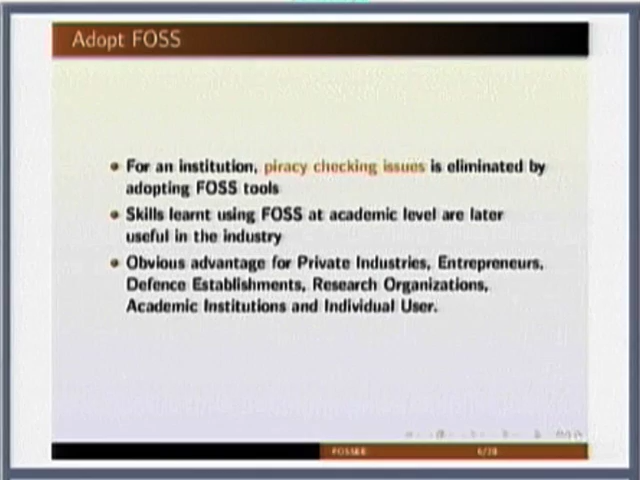 Adopt FOSS
For an institution, piracy checking issues is eliminated by
adopting FOSS tools
Skills learnt using FOSS at academic level are later
useful in the industry
Obvious advantage for Private Industries, Entrepreneurs,
Defence Establishments, Research Organizations,
Academic Institutions and Individual User.
FOSSEE
6/28